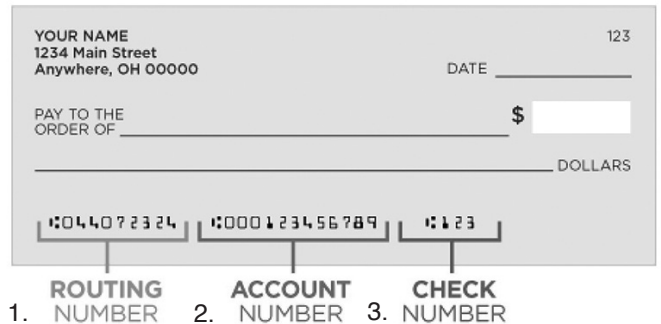 YOUR NAME 123
1234 Main Street
Anywhere, OH 00000
DATE
PAY TO THE
ORDER OF $
DOLLARS
⑆044072324 ⑆000123456789 ⑆123
ROUTING ACCOUNT CHECK
1. NUMBER 2. NUMBER 3. NUMBER